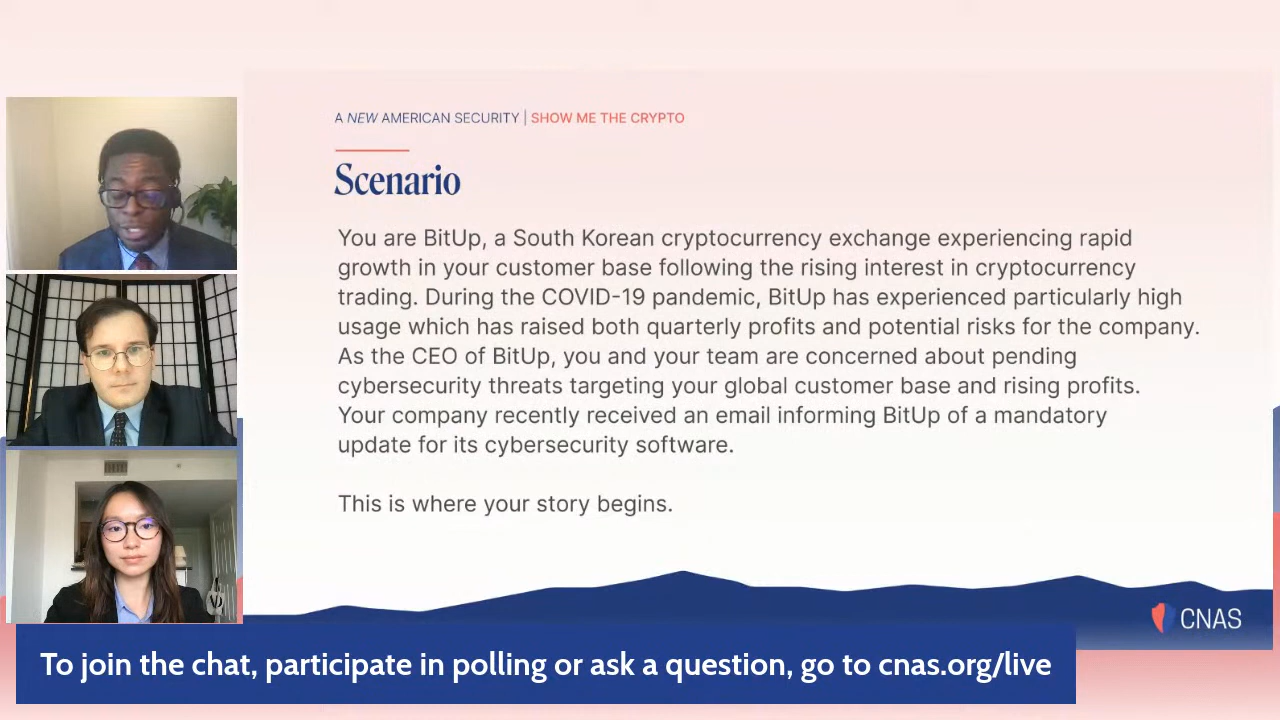 A NEW AMERICAN SECURITY | SHOW ME THE CRYPTO
Scenario
You are BitUp, a South Korean cryptocurrency exchange experiencing rapid
growth in your customer base following the rising interest in cryptocurrency
trading. During the COVID-19 pandemic, BitUp has experienced particularly high
usage which has raised both quarterly profits and potential risks for the company.
As the CEO of BitUp, you and your team are concerned about pending
cybersecurity threats targeting your global customer base and rising profits.
Your company recently received an email informing BitUp of a mandatory
update for its cybersecurity software.
This is where your story begins.
CNAS
To join the chat, participate in polling or ask a question, go to cnas.org/live